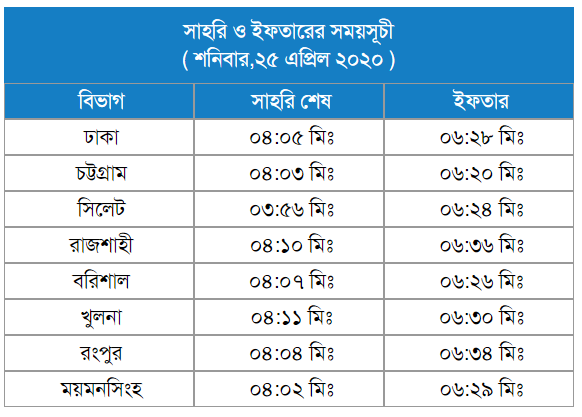 সাহরি ও ইফতারের সময়সূচী
( শনিবার,২৫ এপ্রিল ২০২০ )
বিভাগ সাহরি শেষ ইফতার
ঢাকা ০৪:০৫ মিঃ ০৬:২৮ মিঃ
চট্টগ্রাম ০৪:০৩ মিঃ ০৬:২০ মিঃ
সিলেট ০৩:৫৬ মিঃ ০৬:২৪ মিঃ
রাজশাহী ০৪:১০ মিঃ ০৬:৩৬ মিঃ
বরিশাল ০৪:০৭ মিঃ ০৬:২৬ মিঃ
খুলনা ০৪:১১ মিঃ ০৬:৩০ মিঃ
রংপুর ০৪:০৪ মিঃ ০৬:৩৪ মিঃ
ময়মনসিংহ ০৪:০২ মিঃ ০৬:২৯ মিঃ